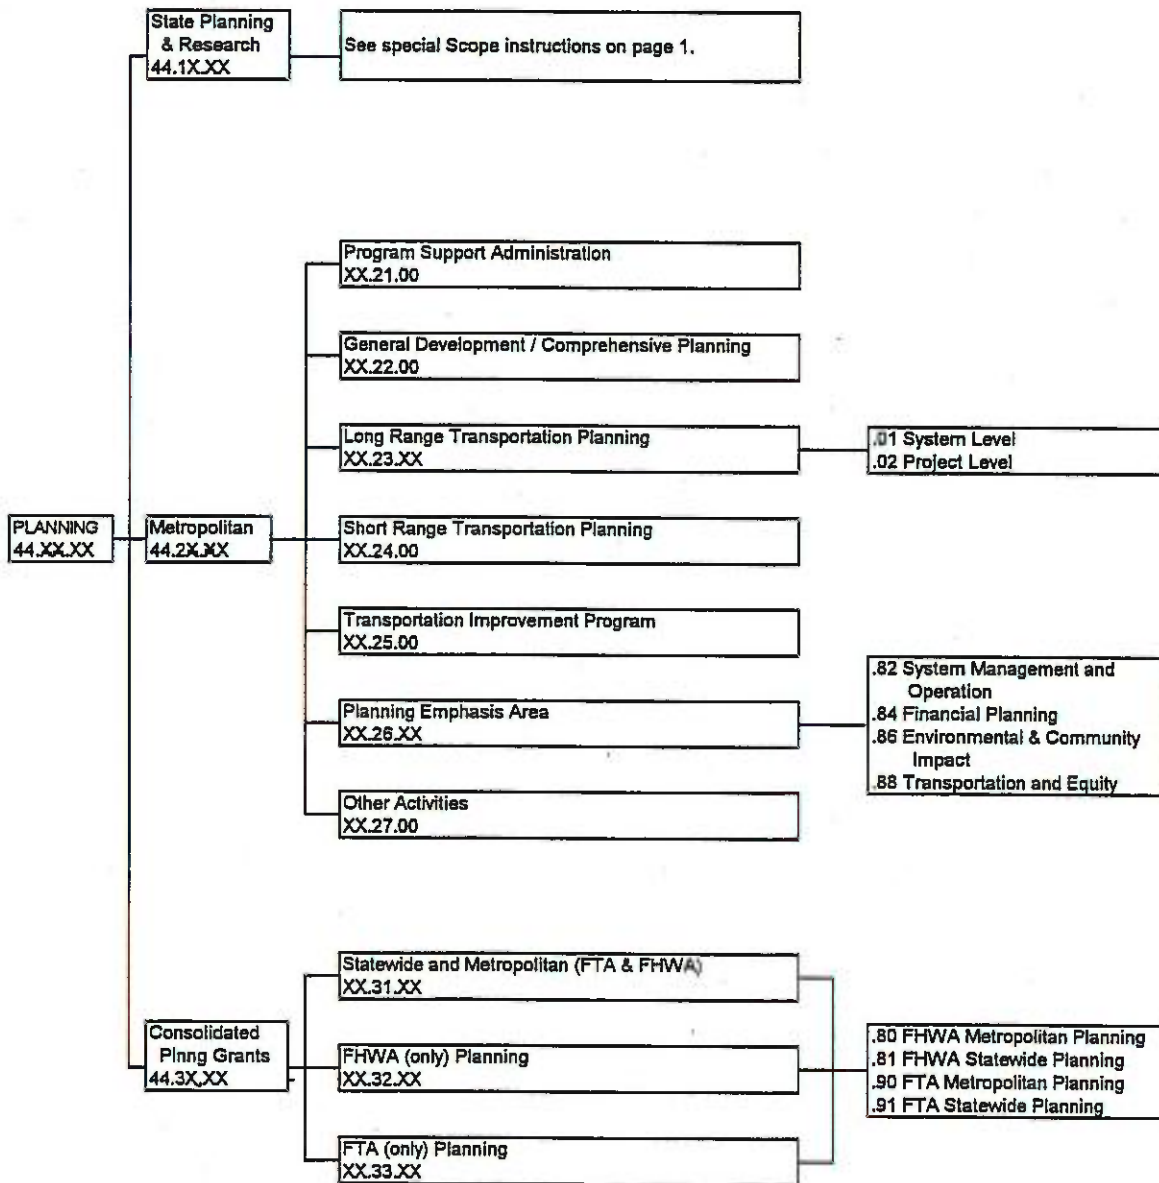 State Planning
& Research
44.1X.XX
See special Scope instructions on page 1.
Program Support Administration
XX.21.00
General Development / Comprehensive Planning
XX.22.00
Long Range Transportation Planning
XX.23.XX
.01 System Level
.02 Project Level
PLANNING
44.XX.XX
Metropolitan
44.2X.XX
Short Range Transportation Planning
XX.24.00
Transportation Improvement Program
XX.25.00
Planning Emphasis Area
XX.26.XX
.82 System Management and
Operation
.84 Financial Planning
.86 Environmental & Community
Impact
.88 Transportation and Equity
Other Activities
XX.27.00
Consolidated
Plnng Grants
44.3X.XX
Statewide and Metropolitan (FTA & FHWA)
XX.31.XX
FHWA (only) Planning
XX.32.XX
FTA (only) Planning
XX.33.XX
.80 FHWA Metropolitan Planning
.81 FHWA Statewide Planning
.90 FTA Metropolitan Planning
.91 FTA Statewide Planning